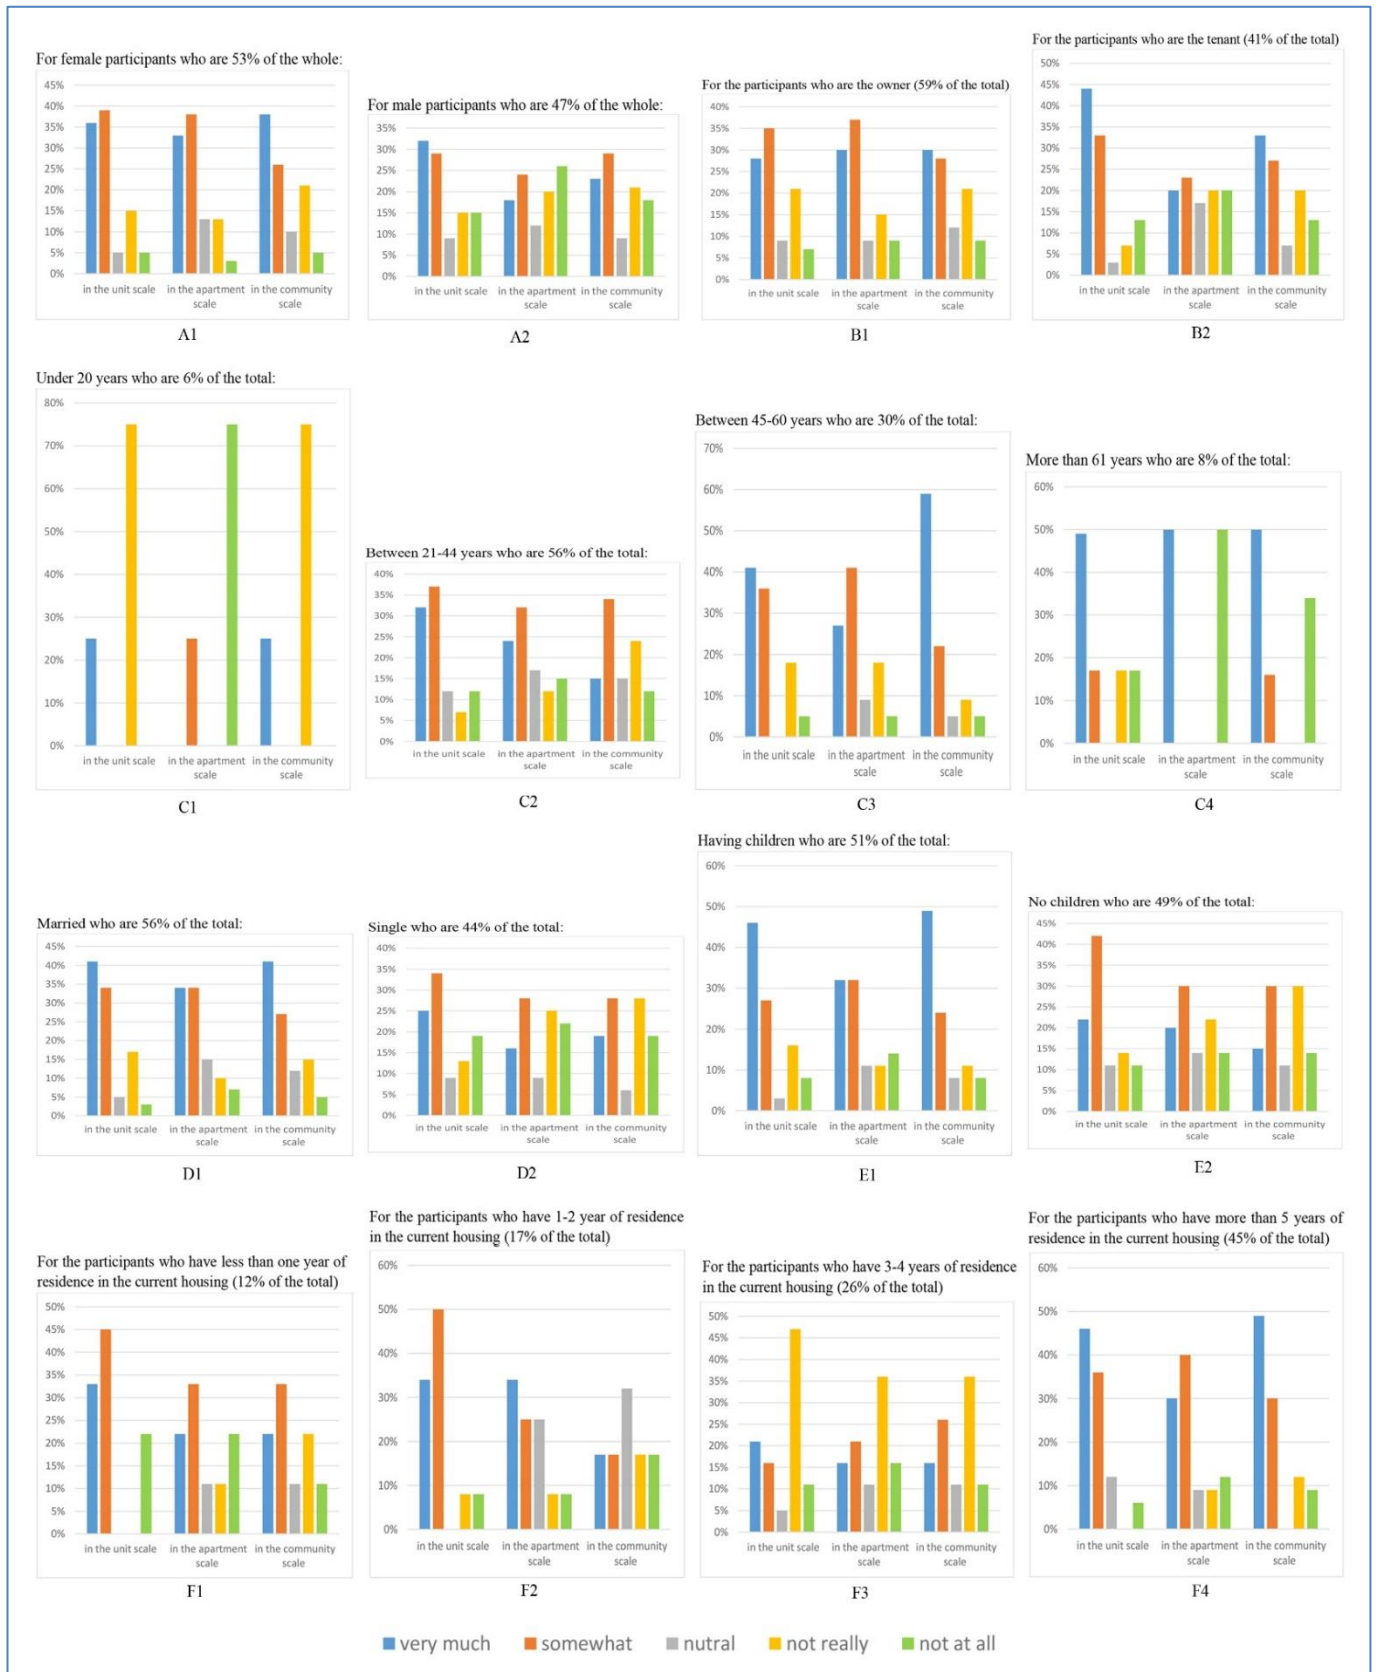 For female participants who are 53% of the whole:
45%
40%
35%
30%
25%
20%
15%
10%
5%
0%
in the unit scale in the apartment scale in the community scale
A1
For male participants who are 47% of the whole:
35%
30%
25%
20%
15%
10%
5%
0%
in the unit scale in the apartment scale in the community scale
A2
For the participants who are the owner (59% of the total)
40%
35%
30%
25%
20%
15%
10%
5%
0%
in the unit scale in the apartment scale in the community scale
B1
For the participants who are the tenant (41% of the total)
50%
45%
40%
35%
30%
25%
20%
15%
10%
5%
0%
in the unit scale in the apartment scale in the community scale
B2
Under 20 years who are 6% of the total:
80%
70%
60%
50%
40%
30%
20%
10%
0%
in the unit scale in the apartment scale in the community scale
C1
Between 21-44 years who are 56% of the total:
40%
35%
30%
25%
20%
15%
10%
5%
0%
in the unit scale in the apartment scale in the community scale
C2
Between 45-60 years who are 30% of the total:
70%
60%
50%
40%
30%
20%
10%
0%
in the unit scale in the apartment scale in the community scale
C3
More than 61 years who are 8% of the total:
60%
50%
40%
30%
20%
10%
0%
in the unit scale in the apartment scale in the community scale
C4
Married who are 56% of the total:
45%
40%
35%
30%
25%
20%
15%
10%
5%
0%
in the unit scale in the apartment scale in the community scale
D1
Single who are 44% of the total:
40%
35%
30%
25%
20%
15%
10%
5%
0%
in the unit scale in the apartment scale in the community scale
D2
Having children who are 51% of the total:
60%
50%
40%
30%
20%
10%
0%
in the unit scale in the apartment scale in the community scale
E1
No children who are 49% of the total:
45%
40%
35%
30%
25%
20%
15%
10%
5%
0%
in the unit scale in the apartment scale in the community scale
E2
For the participants who have less than one year of
residence in the current housing (12% of the total)
50%
45%
40%
35%
30%
25%
20%
15%
10%
5%
0%
in the unit scale in the apartment scale in the community scale
F1
For the participants who have 1-2 year of residence
in the current housing (17% of the total)
60%
50%
40%
30%
20%
10%
0%
in the unit scale in the apartment scale in the community scale
F2
For the participants who have 3-4 years of residence
in the current housing (26% of the total)
50%
45%
40%
35%
30%
25%
20%
15%
10%
5%
0%
in the unit scale in the apartment scale in the community scale
F3
For the participants who have more than 5 years of
residence in the current housing (45% of the total)
60%
50%
40%
30%
20%
10%
0%
in the unit scale in the apartment scale in the community scale
F4
very much somewhat nutral not really not at all